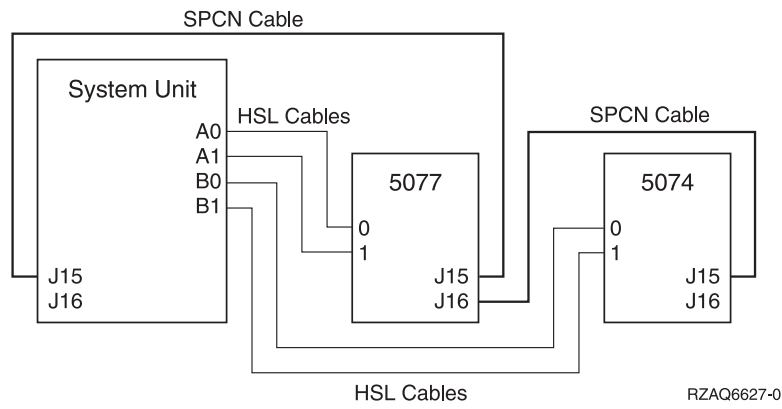 SPCN Cable
System Unit
HSL Cables
SPCN Cable
A0
A1
B0
B1
5077
5074
0
1
0
1
J15
J16
J15
J16
J15
J16
HSL Cables
RZAQ6627-0